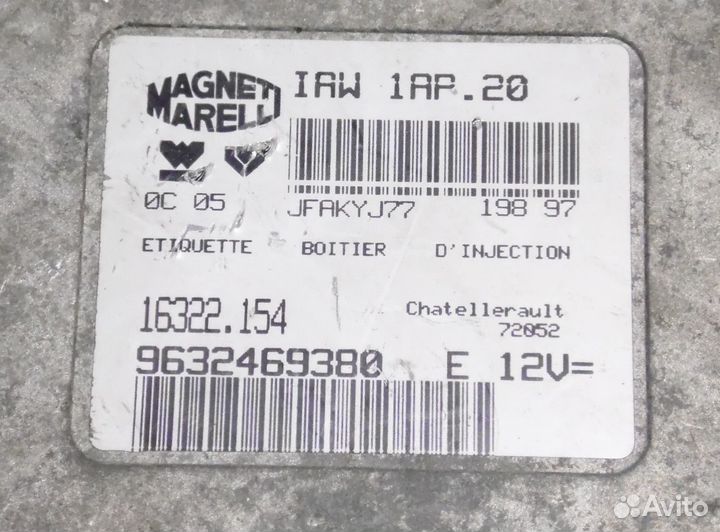 MAGNETI
MARELLI
IAW 1AP.20
0C 05
JFAKYJ77 198 97
ETIQUETTE BOITIER D'INJECTION
16322.154
Chatellerault
72052
9632469380 E 12V=
Avito